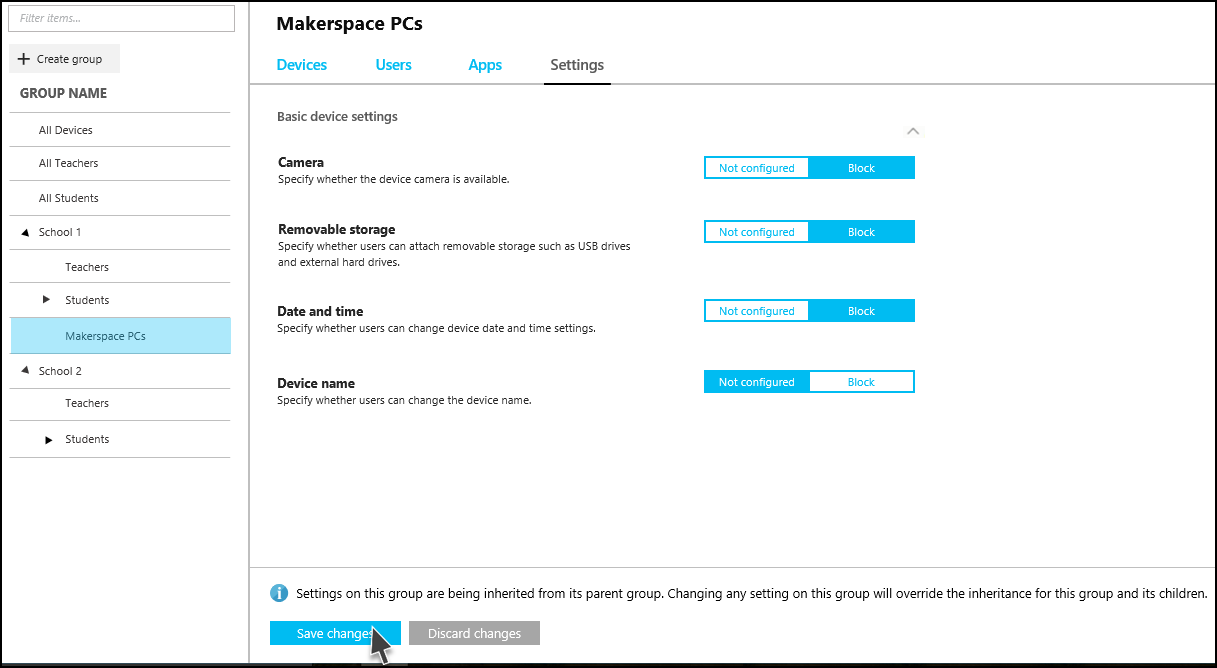 Filter items...
Create group
GROUP NAME
All Devices
All Teachers
All Students
School 1
Teachers
Students
Makerspace PCs
School 2
Teachers
Students
Makerspace PCs
Devices Users Apps Settings
Basic device settings
Camera
Specify whether the device camera is available.
Not configured Block
Removable storage
Specify whether users can attach removable storage such as USB drives
and external hard drives.
Not configured Block
Date and time
Specify whether users can change device date and time settings.
Not configured Block
Device name
Specify whether users can change the device name.
Not configured Block
Settings on this group are being inherited from its parent group. Changing any setting on this group will override the inheritance for this group and its children.
Save changes Discard changes